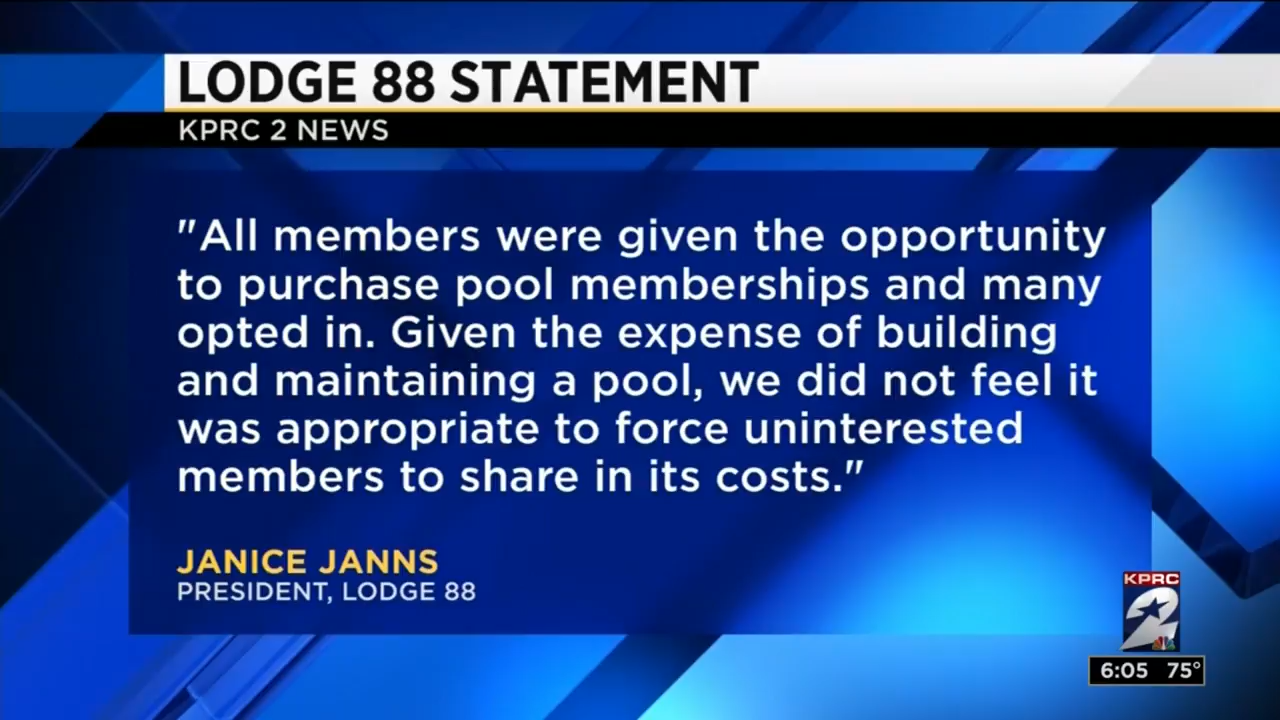 LODGE 88 STATEMENT
KPRC 2 NEWS
"All members were given the opportunity
to purchase pool memberships and many
opted in. Given the expense of building
and maintaining a pool, we did not feel it
was appropriate to force uninterested
members to share in its costs."
JANICE JANNS
PRESIDENT, LODGE 88
KPRC
2
6:05 75°